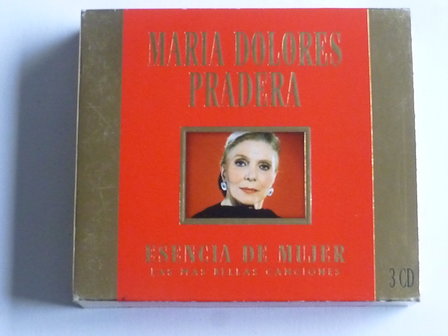 MARIA DOLORES
PRADERA
ESENCIA DE MUJER
LAS MAS BELLAS CANCIONES
3 CD